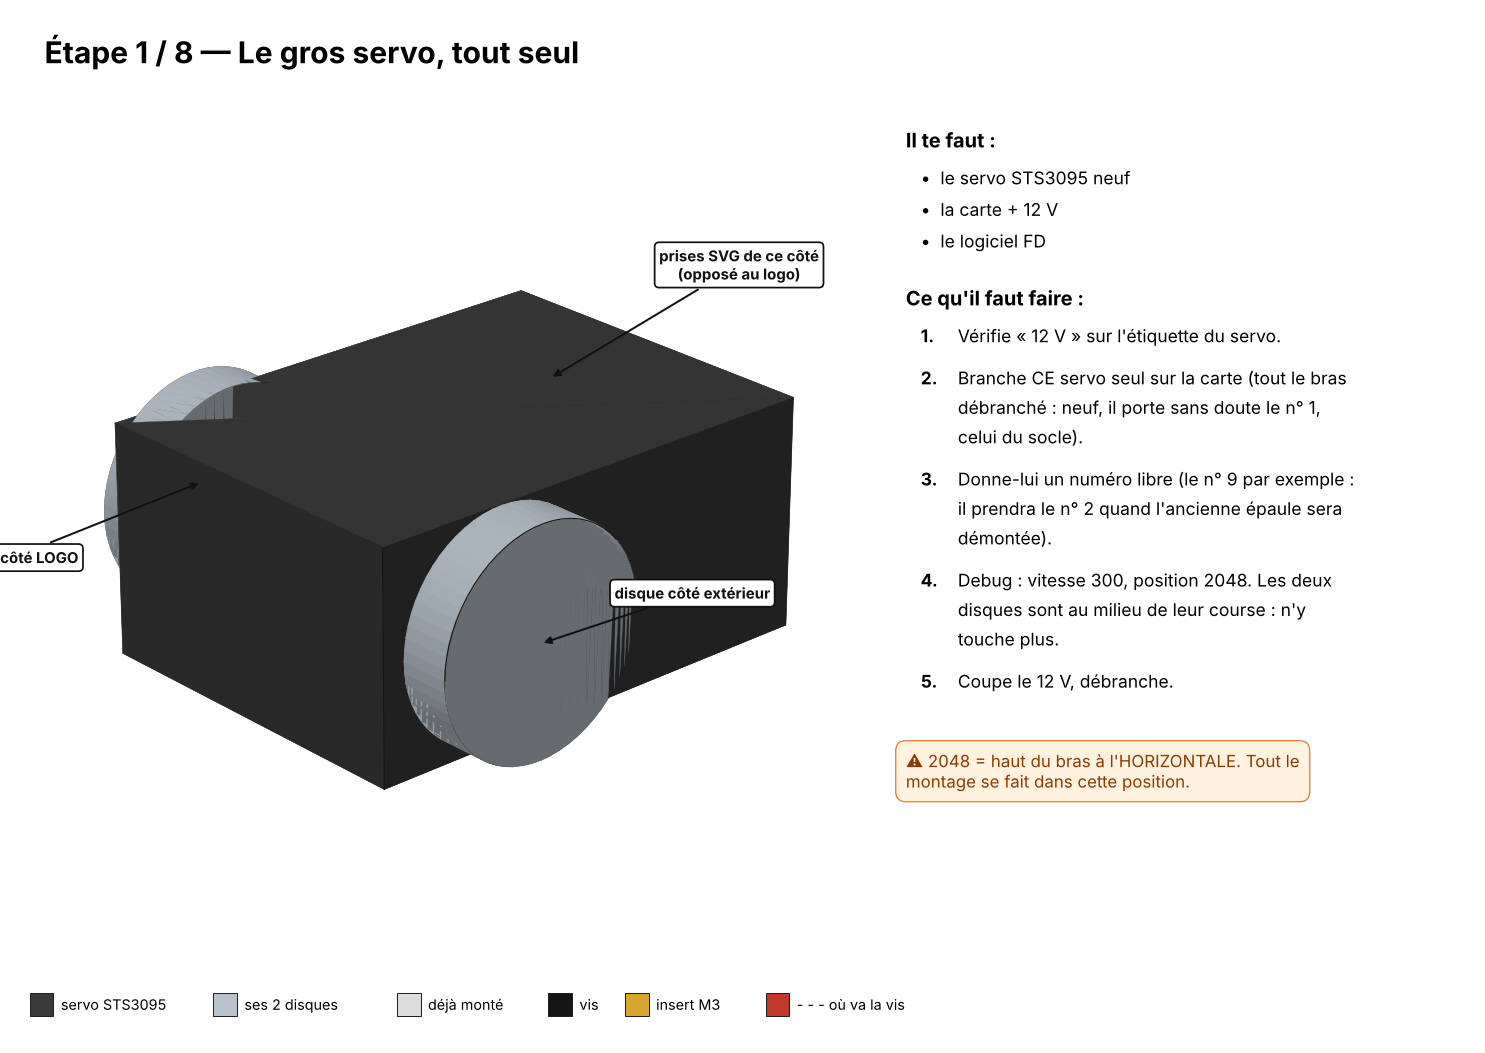 Étape 1 / 8 — Le gros servo, tout seul
Il te faut :
• le servo STS3095 neuf
• la carte + 12 V
• le logiciel FD
Ce qu'il faut faire :
1. Vérifie « 12 V » sur l'étiquette du servo.
2. Branche CE servo seul sur la carte (tout le bras
débranché : neuf, il porte sans doute le n° 1,
celui du socle).
3. Donne-lui un numéro libre (le n° 9 par exemple :
il prendra le n° 2 quand l'ancienne épaule sera
démontée).
4. Debug : vitesse 300, position 2048. Les deux
disques sont au milieu de leur course : n'y
touche plus.
5. Coupe le 12 V, débranche.
⚠ 2048 = haut du bras à l'HORIZONTALE. Tout le
montage se fait dans cette position.
prises SVG de ce côté
(opposé au logo)
côté LOGO
disque côté extérieur
servo STS3095
ses 2 disques
déjà monté
vis
insert M3
- - - où va la vis